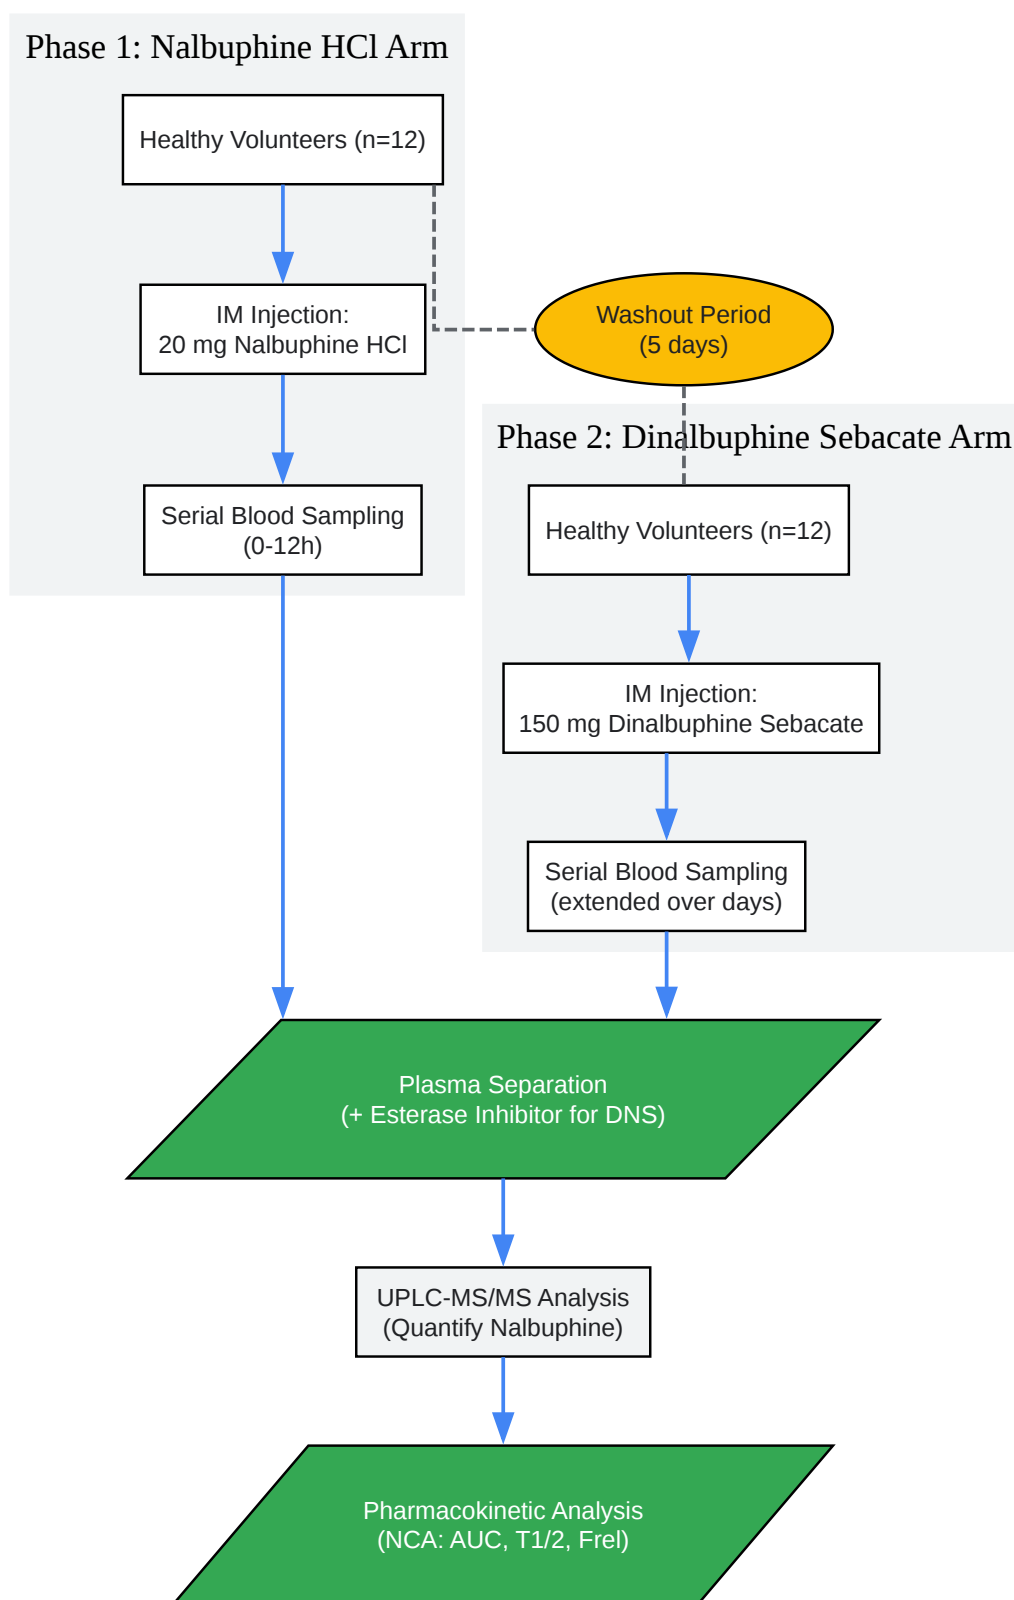 Phase 1: Nalbuphine HCl Arm
Healthy Volunteers (n=12)
IM Injection:
20 mg Nalbuphine HCl
Serial Blood Sampling
(0-12h)
Washout Period
(5 days)
Phase 2: Dinalbuphine Sebacate Arm
Healthy Volunteers (n=12)
IM Injection:
150 mg Dinalbuphine Sebacate
Serial Blood Sampling
(extended over days)
Plasma Separation
(+ Esterase Inhibitor for DNS)
UPLC-MS/MS Analysis
(Quantify Nalbuphine)
Pharmacokinetic Analysis
(NCA: AUC, T1/2, Frel)